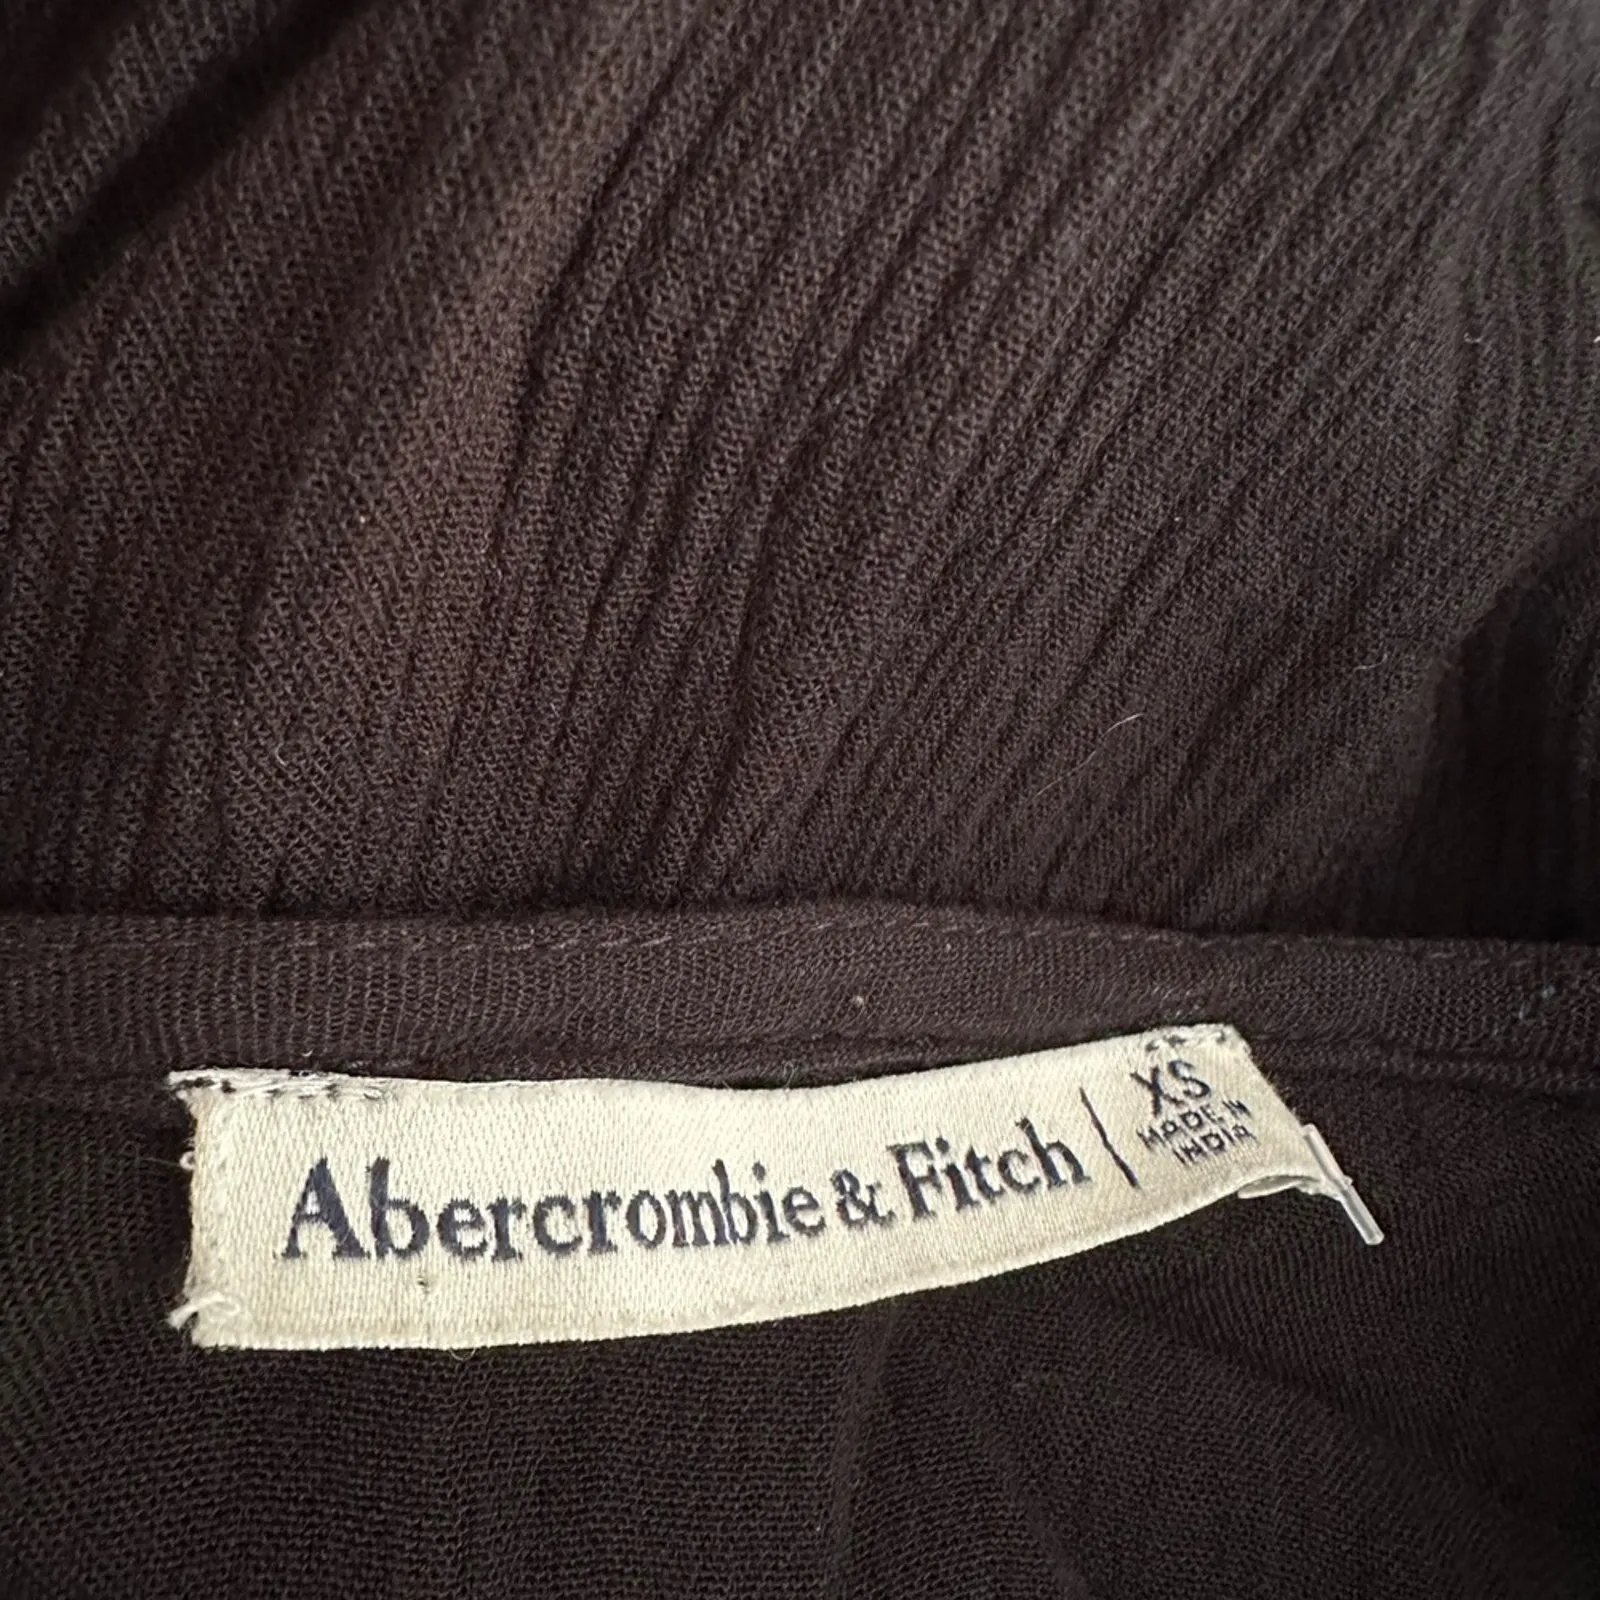 Abercrombie & Fitch | XS
MADE IN
INDIA